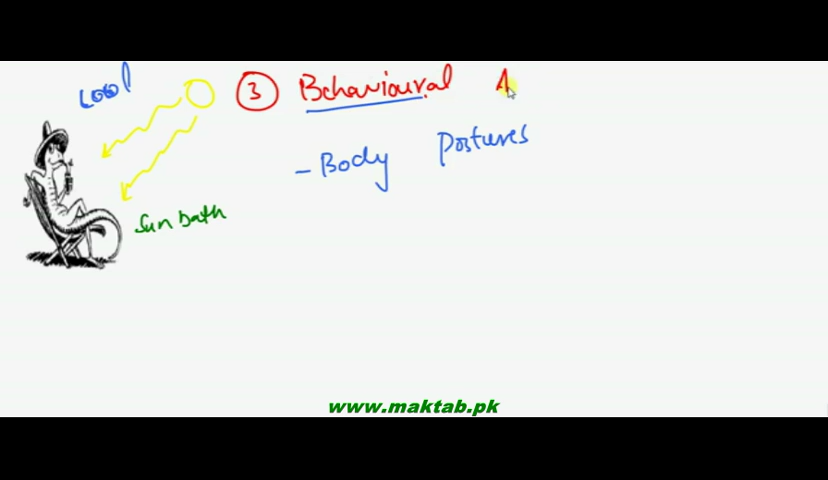 cool
3 Behavioural A
- Body Postures
Sun bath
www.maktab.pk